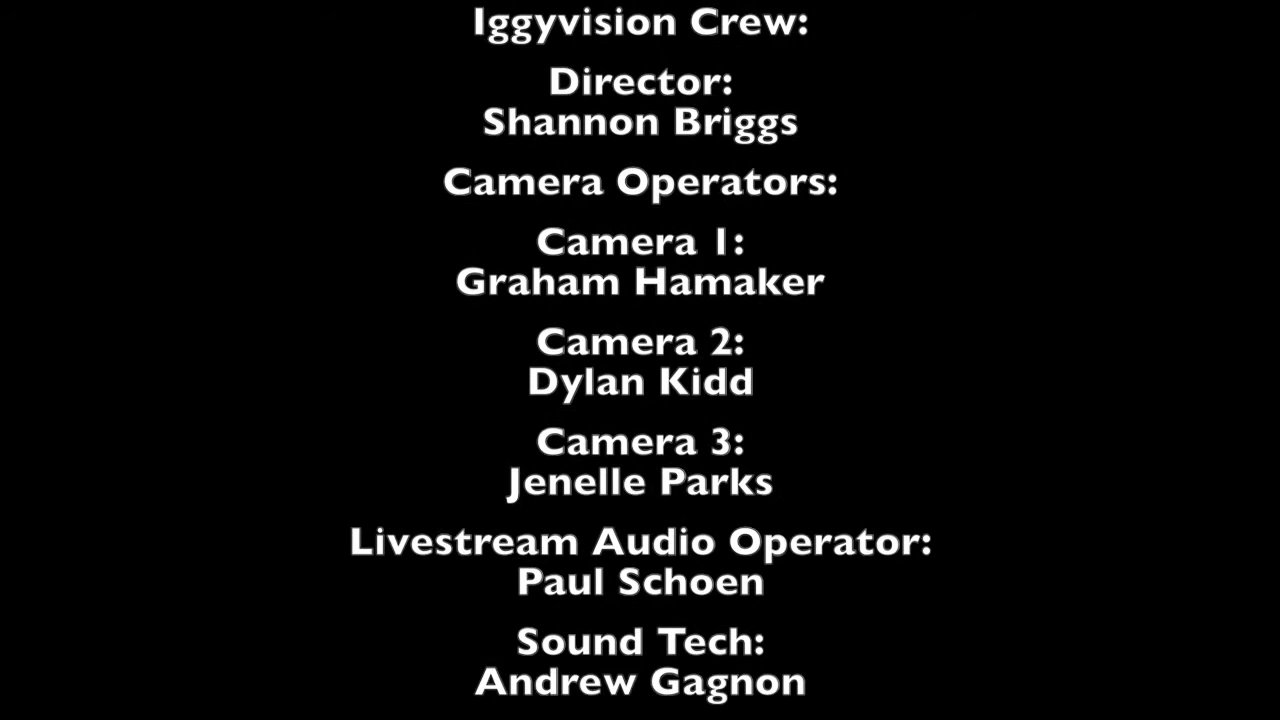 Iggyvision Crew:
Director:
Shannon Briggs
Camera Operators:
Camera 1:
Graham Hamaker
Camera 2:
Dylan Kidd
Camera 3:
Jenelle Parks
Livestream Audio Operator:
Paul Schoen
Sound Tech:
Andrew Gagnon